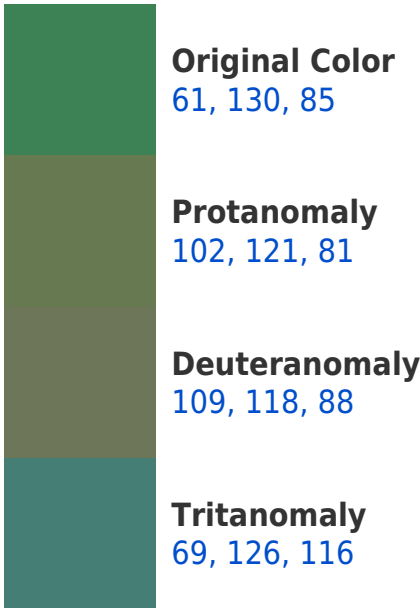 Original Color
61, 130, 85
Protanomaly
102, 121, 81
Deuteranomaly
109, 118, 88
Tritanomaly
69, 126, 116